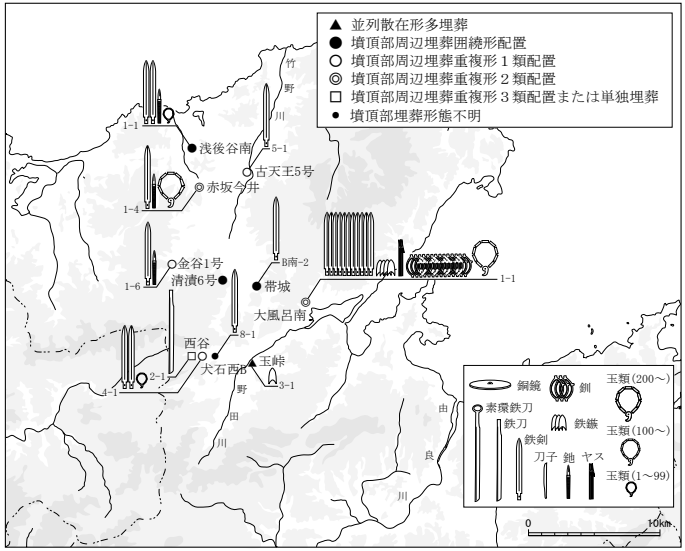 並列散在形多埋葬
墳頂部周辺埋葬囲繞形配置
墳頂部周辺埋葬重複形1類配置
墳頂部周辺埋葬重複形2類配置
墳頂部周辺埋葬重複形3類配置または単独埋葬
墳頂部埋葬形態不明
竹
野
川
1-1
浅後谷南
5-1
古天王5号
赤坂今井
1-4
B南-2
金谷1号
1-6
清漬6号
帯城
1-1
大風呂南
8-1
西谷
2-1
犬石西B
玉峠
4-1
3-1
野
田
川
由
良
川
銅鏡
釧
玉類(200～)
素環鉄刀
鉄刀
鉄鏃
玉類(100～)
鉄剣
刀子
鉇
ヤス
玉類(1～99)
0
10km